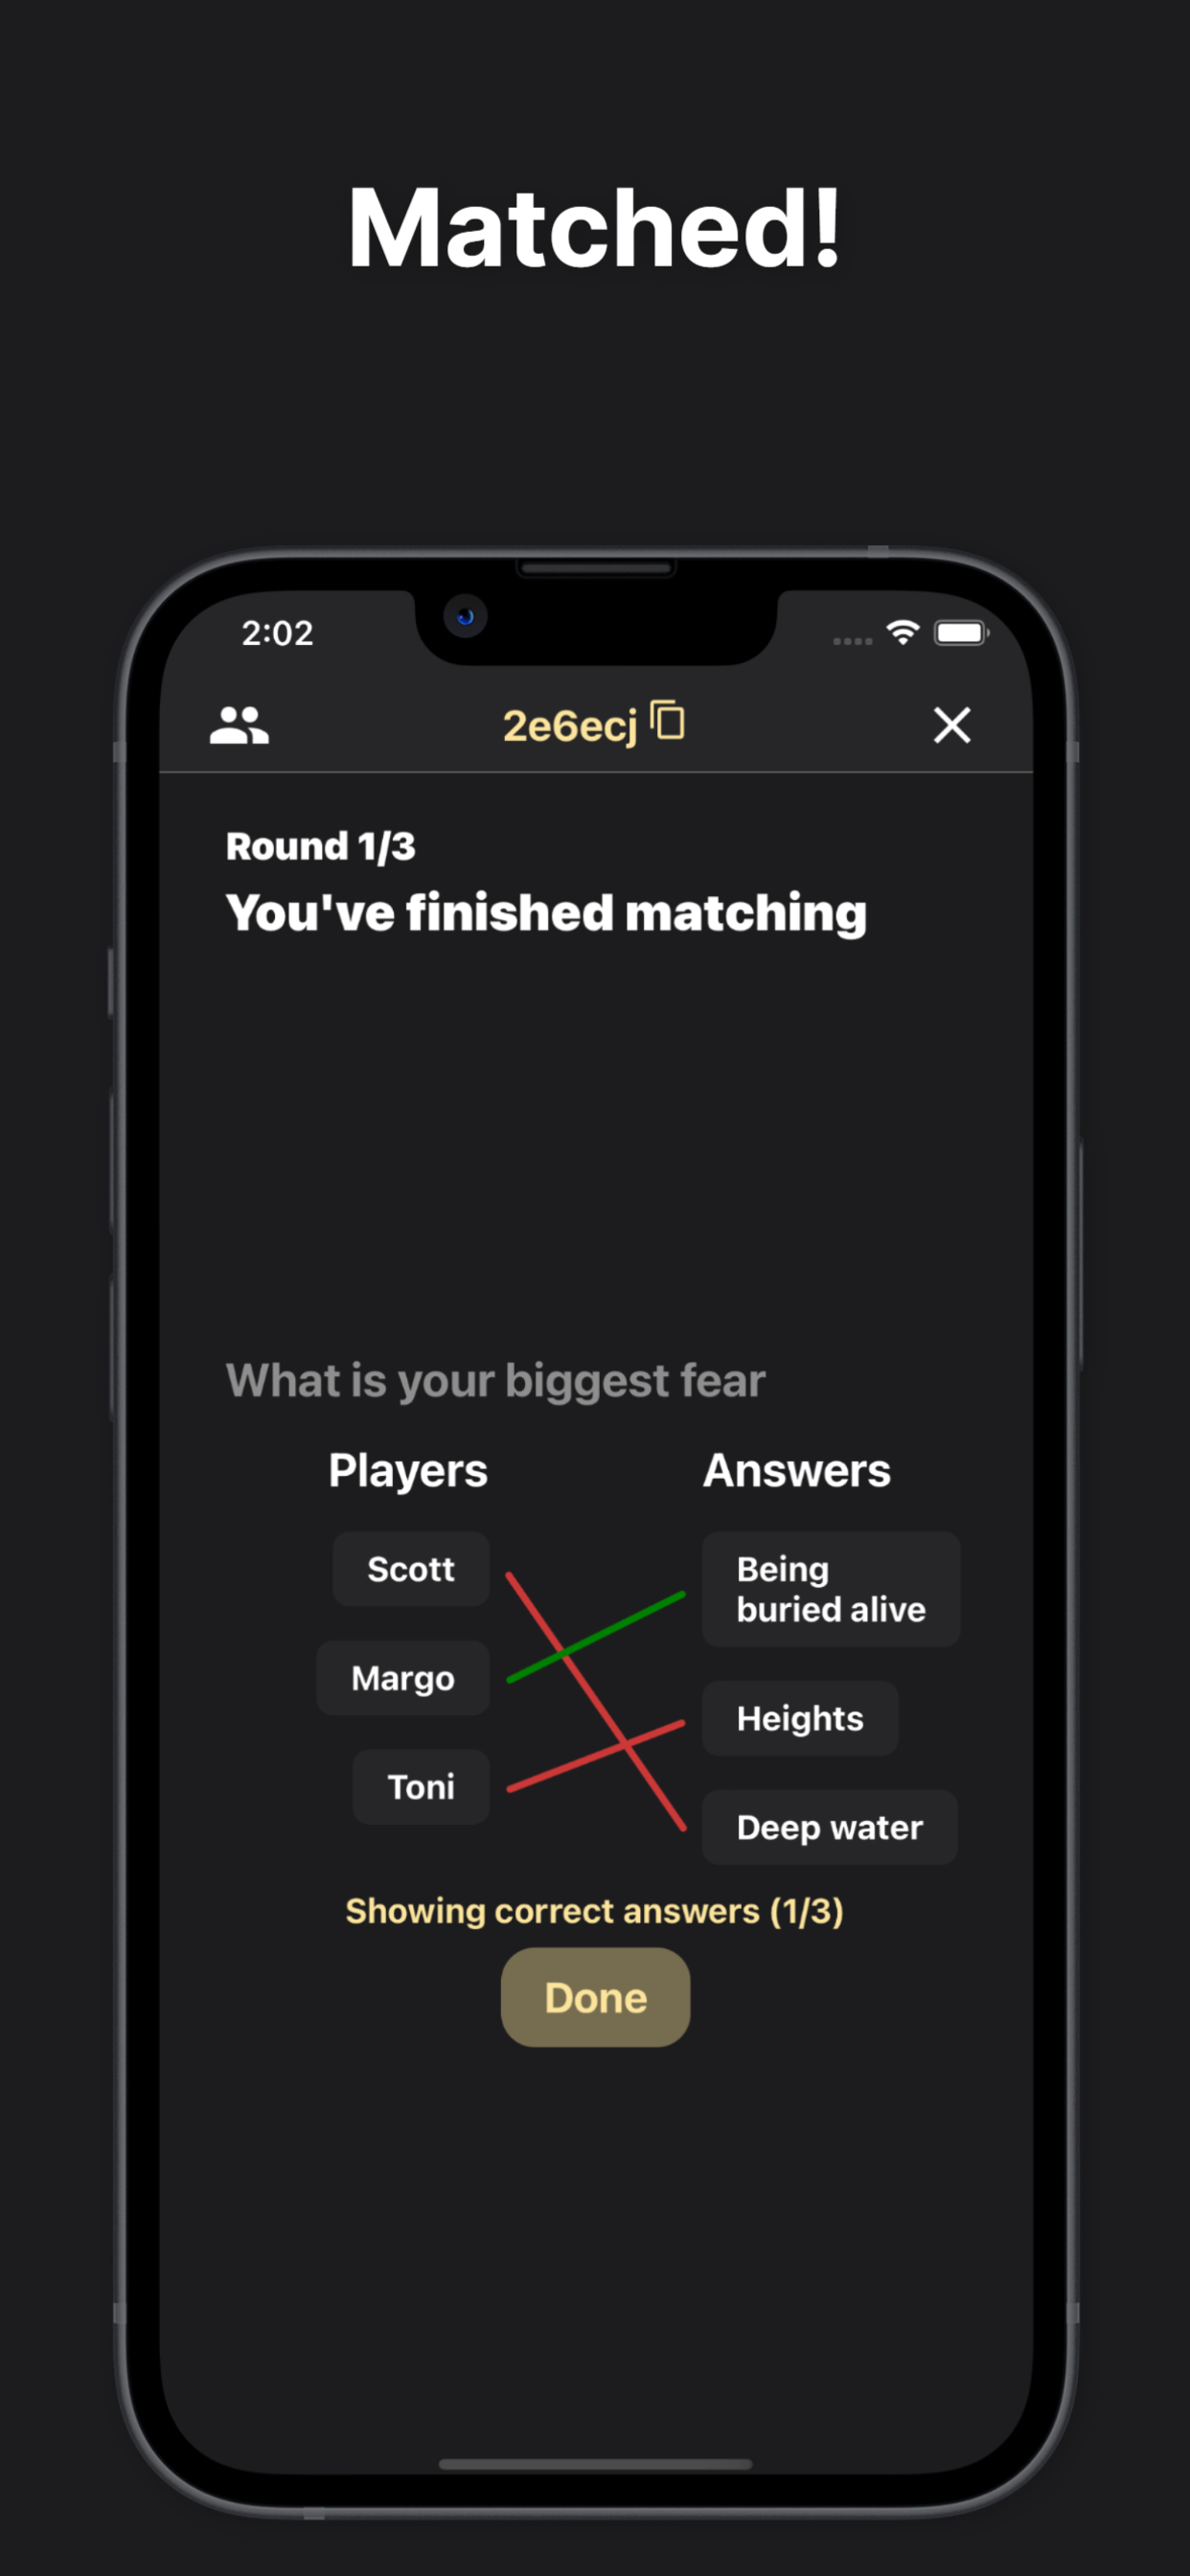 Matched!
2:02
2e6ecj
Round 1/3
You've finished matching
What is your biggest fear
Players
Answers
Scott
Being
buried alive
Margo
Heights
Toni
Deep water
Showing correct answers (1/3)
Done